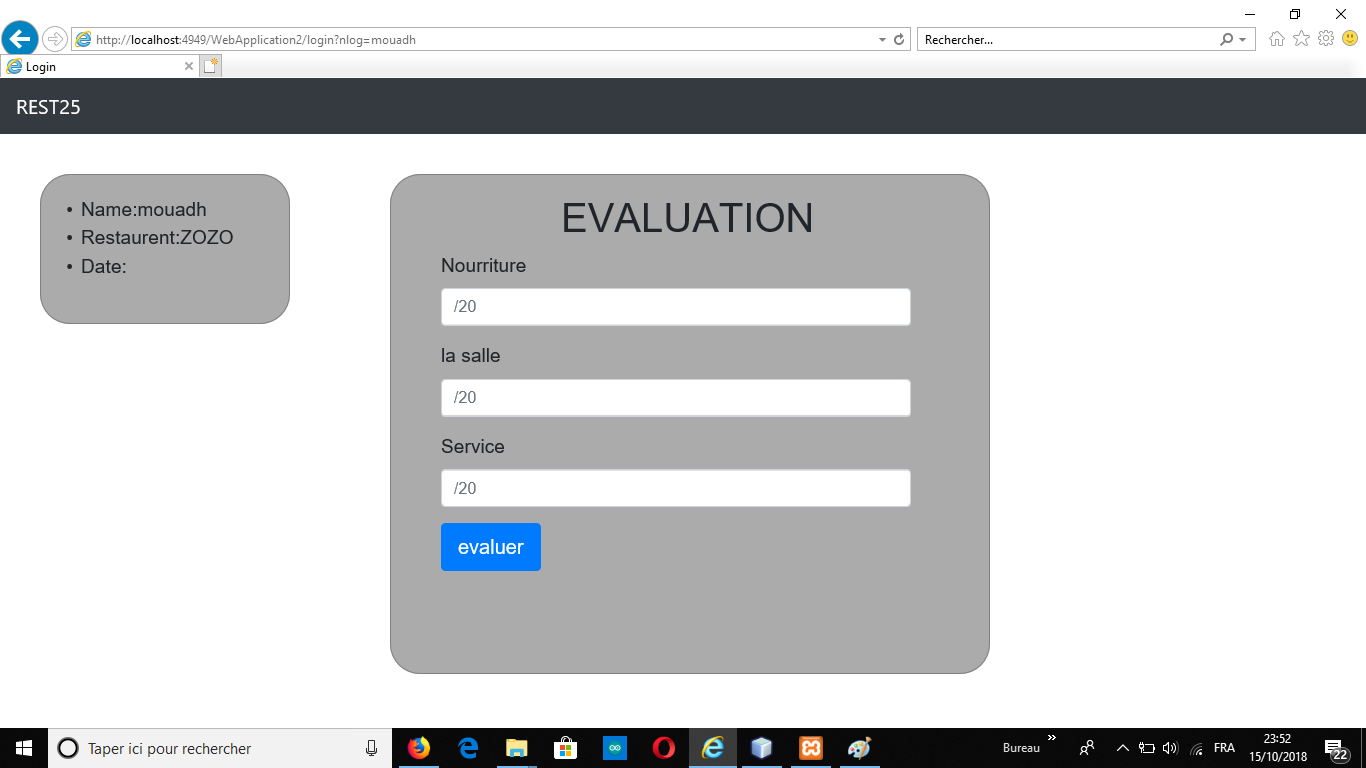 http://localhost:4949/WebApplication2/login?nlog=mouadh
Rechercher...
Login
REST25
• Name:mouadh
• Restaurent:ZOZO
• Date:
EVALUATION
Nourriture
/20
la salle
/20
Service
/20
evaluer
Taper ici pour rechercher
Bureau
FRA
23:52
15/10/2018
22